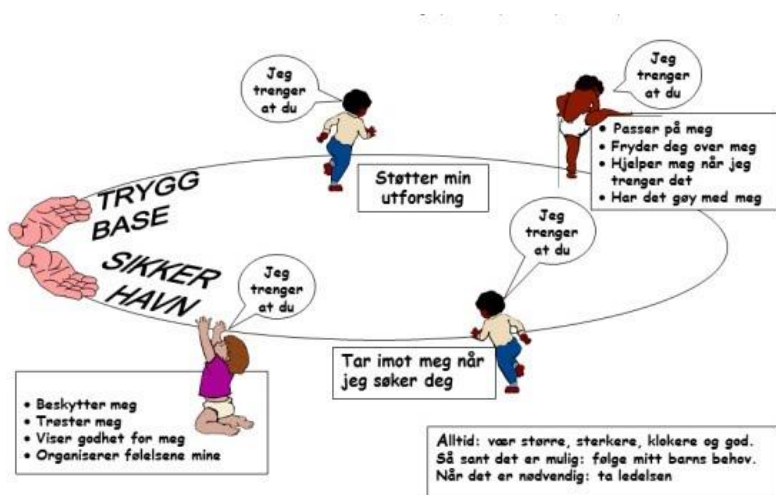 Jeg
trenger
at du
Jeg
trenger
at du
• Passer på meg
• Fryder deg over meg
• Hjelper meg når jeg
trenger det
• Har det gøy med meg
Støtter min
utforsking
TRYGG
BASE
SIKKER
HAVN
Jeg
trenger
at du
Jeg
trenger
at du
Tar imot meg når
jeg søker deg
• Beskytter meg
• Trøster meg
• Viser godhet for meg
• Organiserer følelsene mine
Alltid: vær større, sterkere, klokere og god.
Så sant det er mulig: følge mitt barns behov.
Når det er nødvendig: ta ledelsen